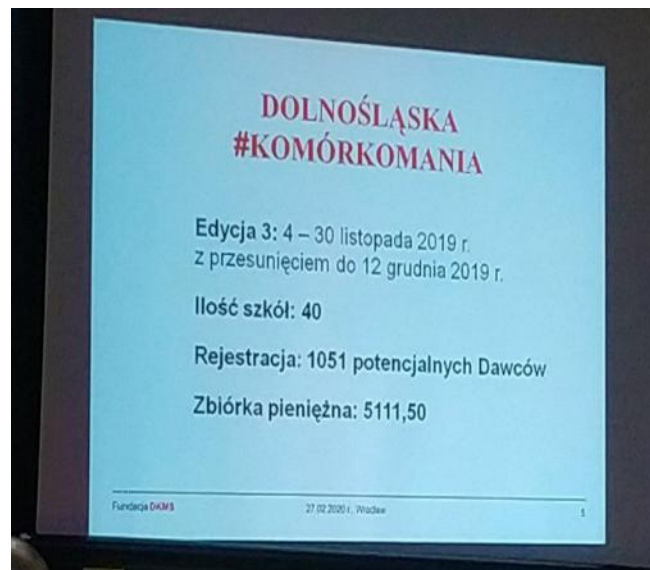 DOLNOŚLĄSKA
#KOMÓRKOMANIA
Edycja 3: 4 – 30 listopada 2019 r.
z przesunięciem do 12 grudnia 2019 r.
Ilość szkół: 40
Rejestracja: 1051 potencjalnych Dawców
Zbiórka pieniężna: 5111,50
Fundacja DKMS
27.02.2020 r., Wrocław
5